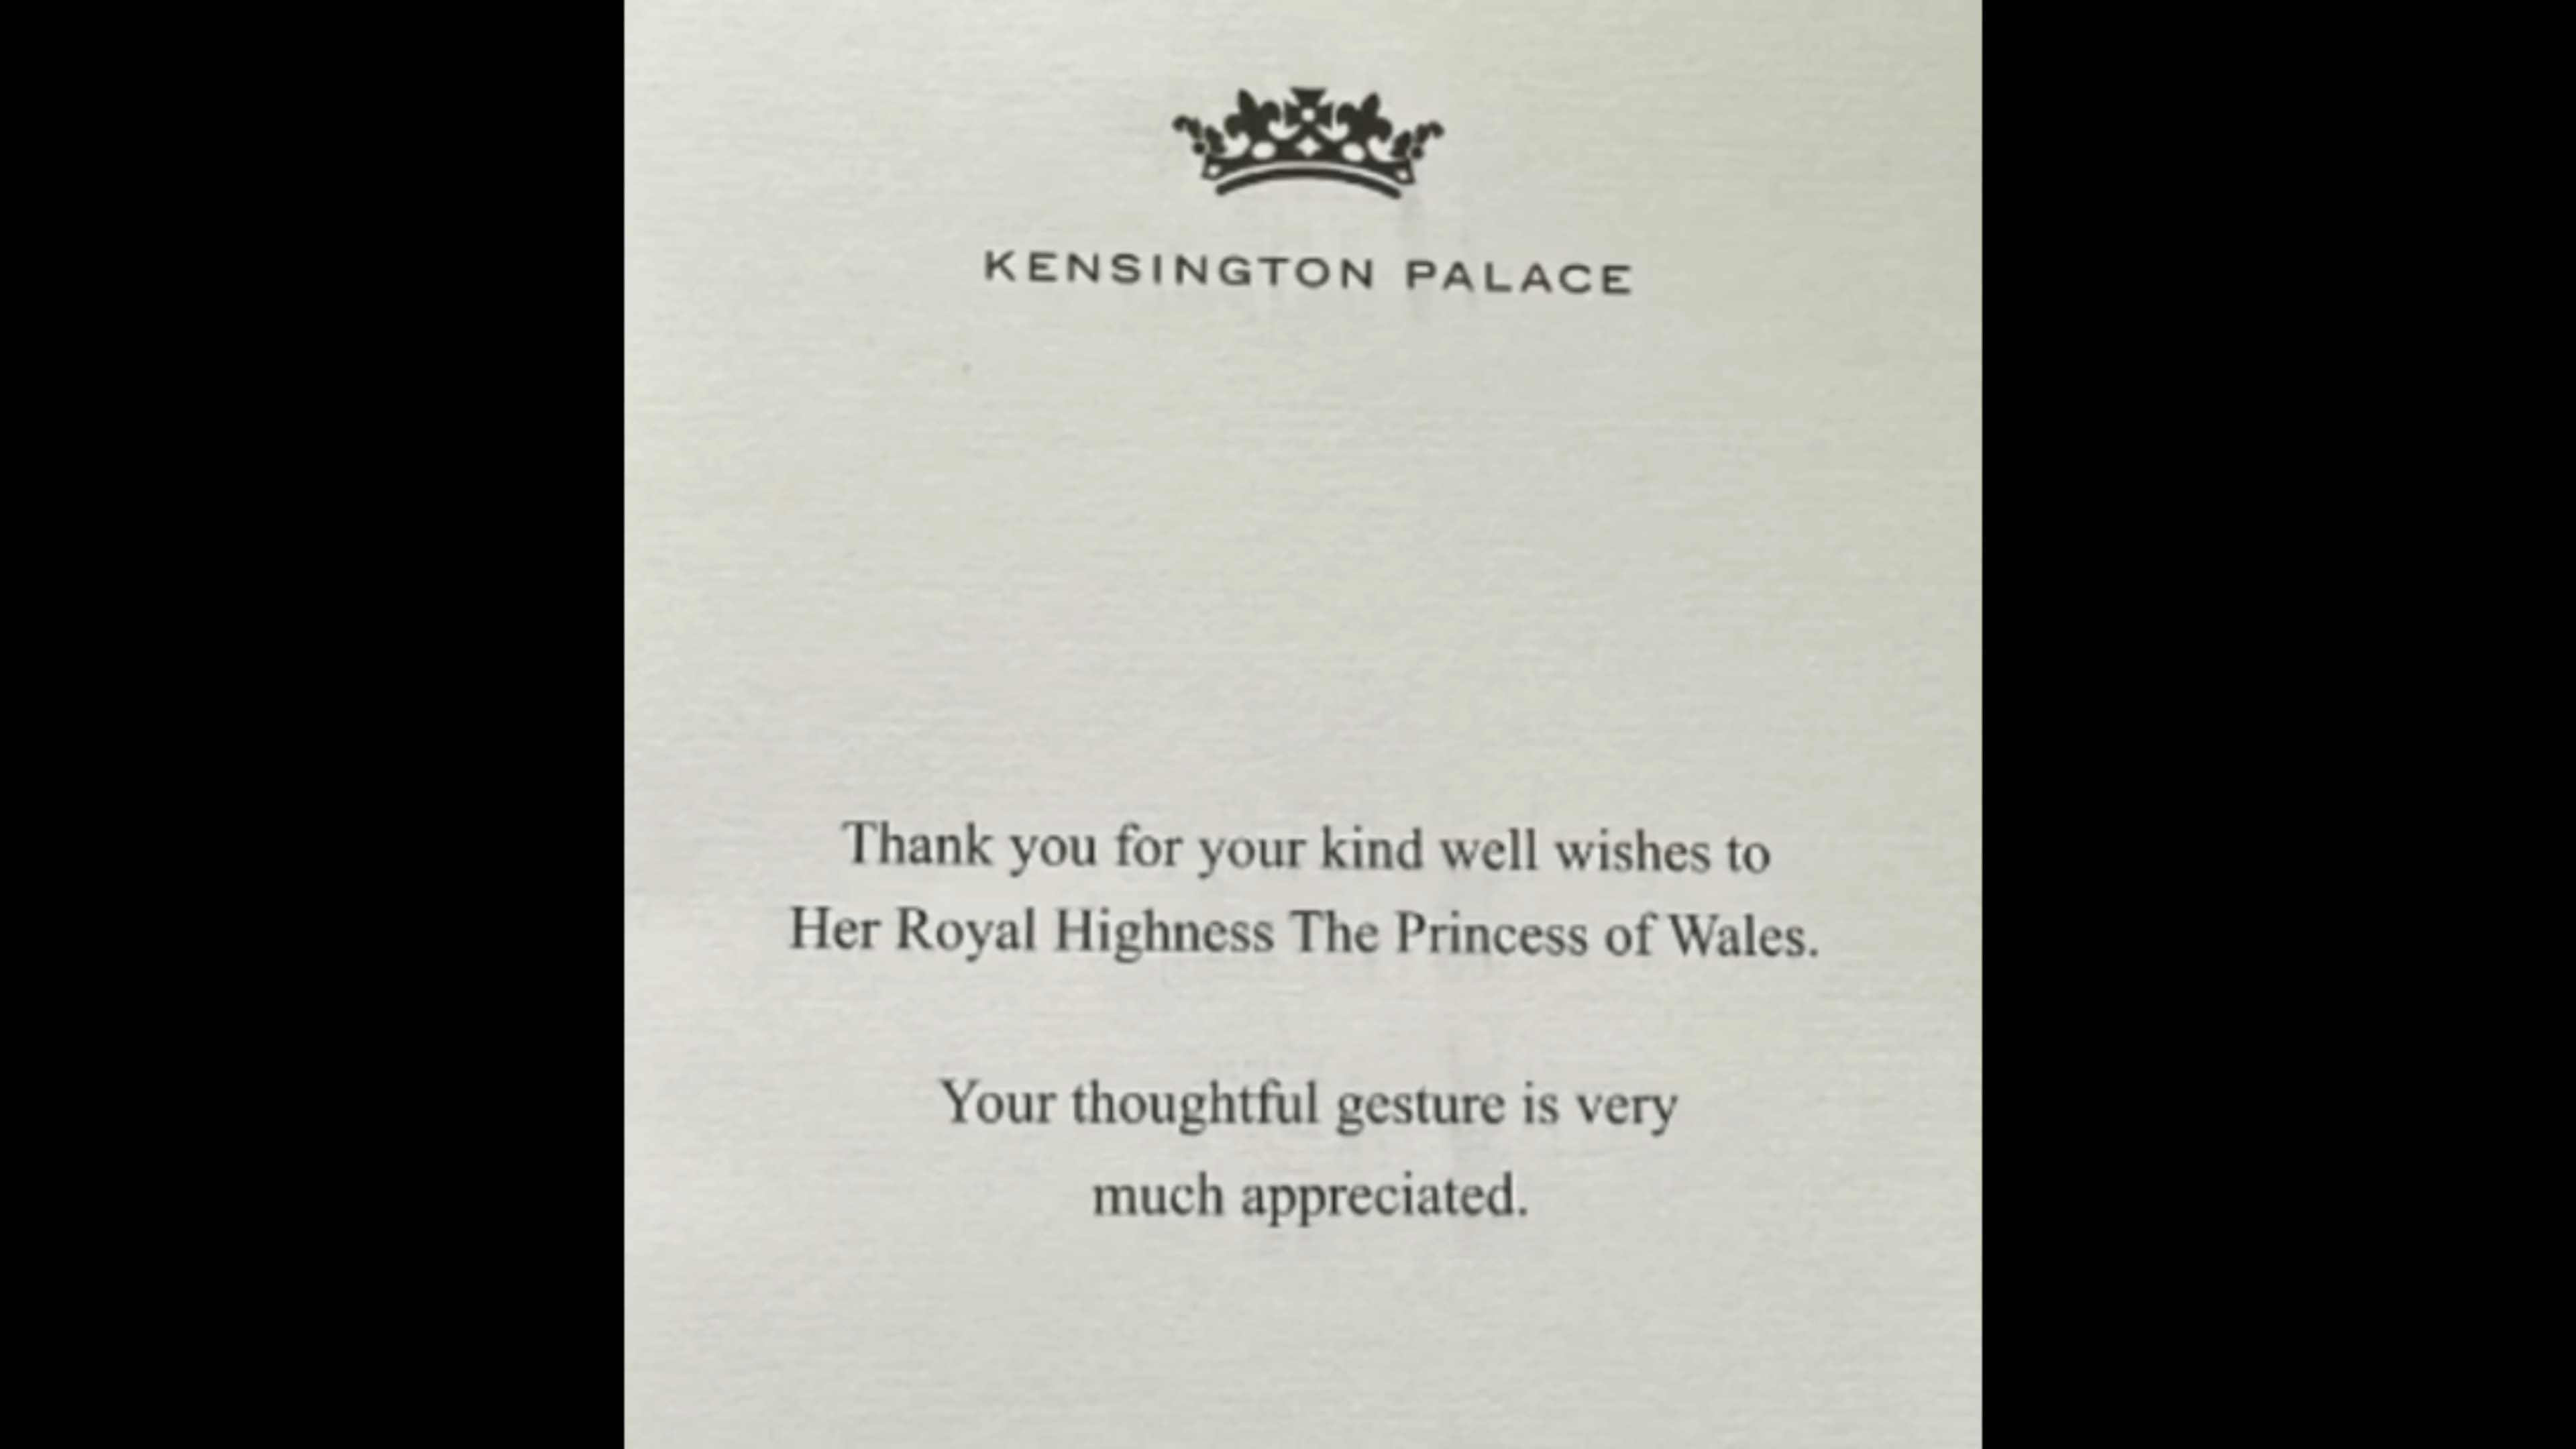 KENSINGTON PALACE
Thank you for your kind well wishes to
Her Royal Highness The Princess of Wales.
Your thoughtful gesture is very
much appreciated.